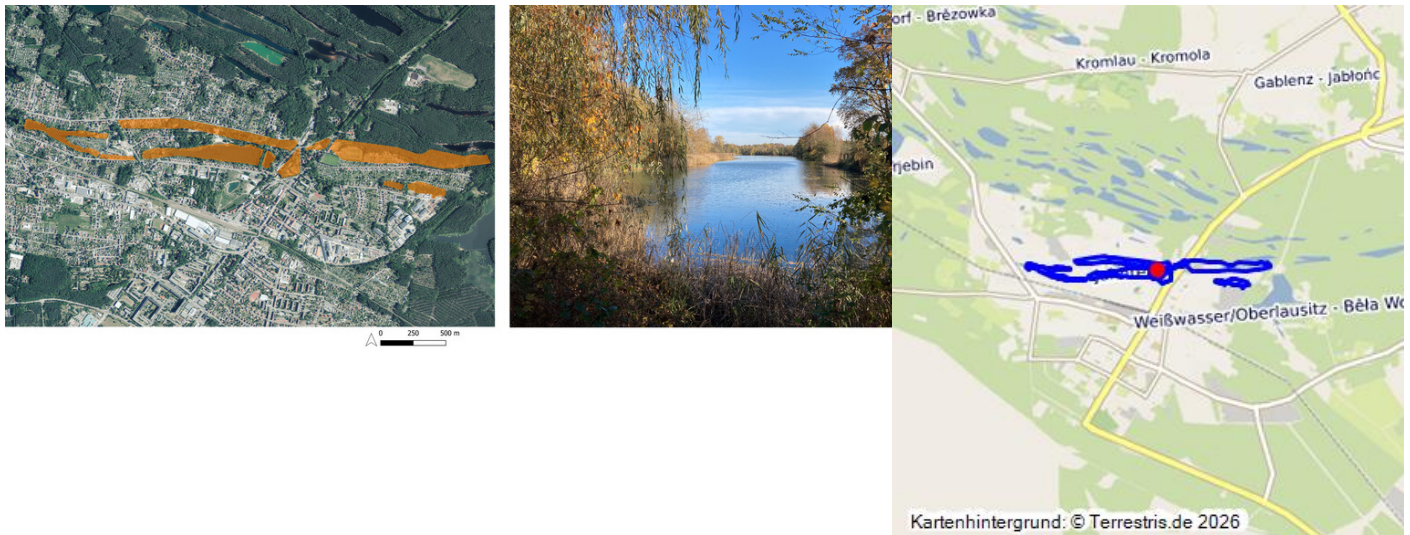 0 250 500 m
orf - Brězowka
Kromlau - Kromola
Gablenz - Jabłońc
rjebin
Weißwasser/Oberlausitz - Běła Wo
Kartenhintergrund: © Terrestris.de 2026